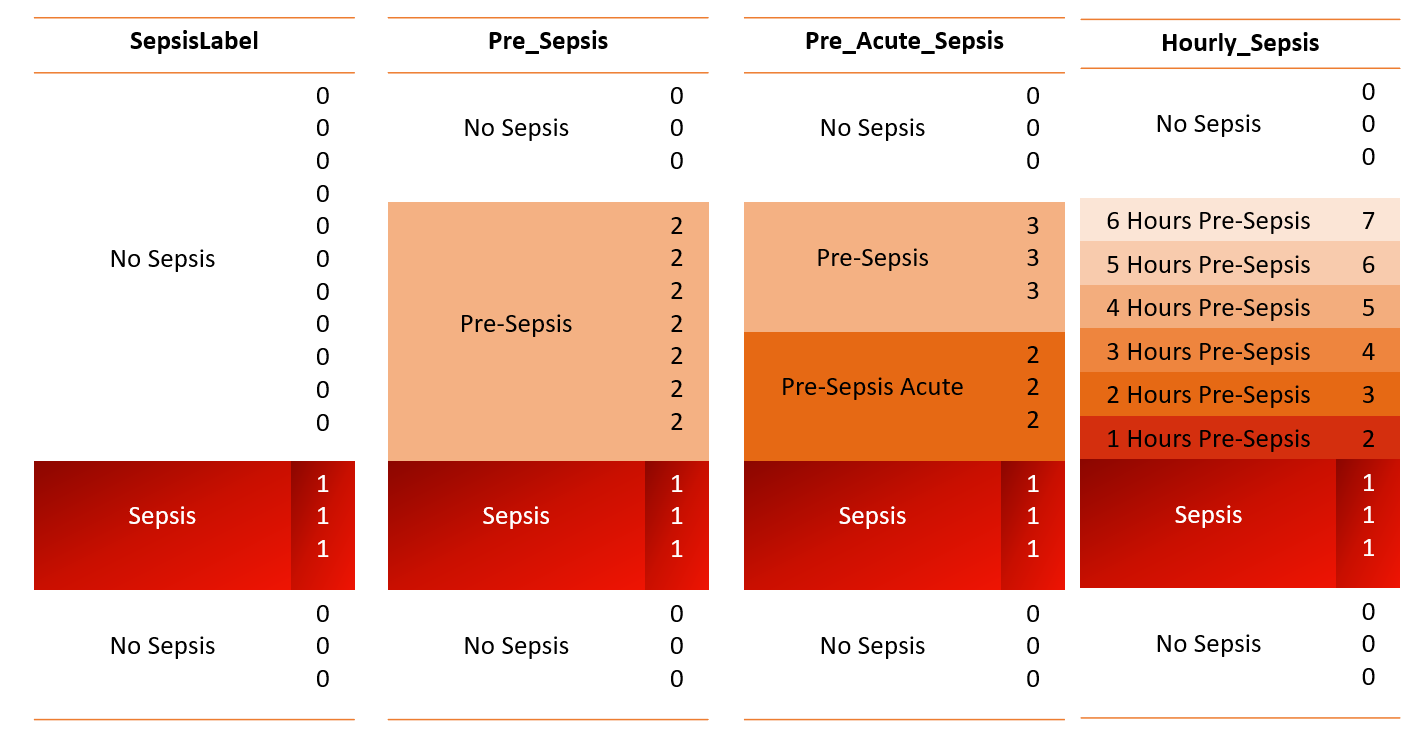 SepsisLabel
0
0
0
0
0
No Sepsis 0
0
0
0
0
0
1
Sepsis 1
1
0
No Sepsis 0
0
Pre_Sepsis
0
No Sepsis 0
0
2
2
2
Pre-Sepsis 2
2
2
2
1
Sepsis 1
1
0
No Sepsis 0
0
Pre_Acute_Sepsis
0
No Sepsis 0
0
3
Pre-Sepsis 3
3
2
Pre-Sepsis Acute 2
2
1
Sepsis 1
1
0
No Sepsis 0
0
Hourly_Sepsis
0
No Sepsis 0
0
6 Hours Pre-Sepsis 7
5 Hours Pre-Sepsis 6
4 Hours Pre-Sepsis 5
3 Hours Pre-Sepsis 4
2 Hours Pre-Sepsis 3
1 Hours Pre-Sepsis 2
1
Sepsis 1
1
0
No Sepsis 0
0